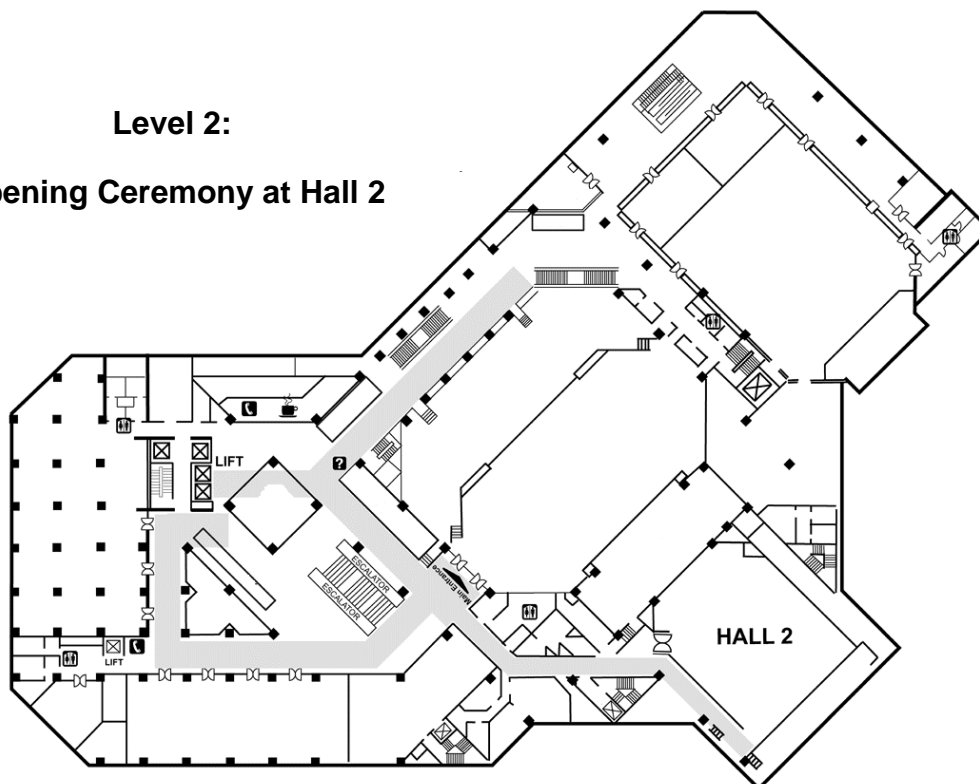 Level 2:
pening Ceremony at Hall 2
LIFT
?
ESCALATOR
ESCALATOR
Main Entrance
HALL 2
LIFT